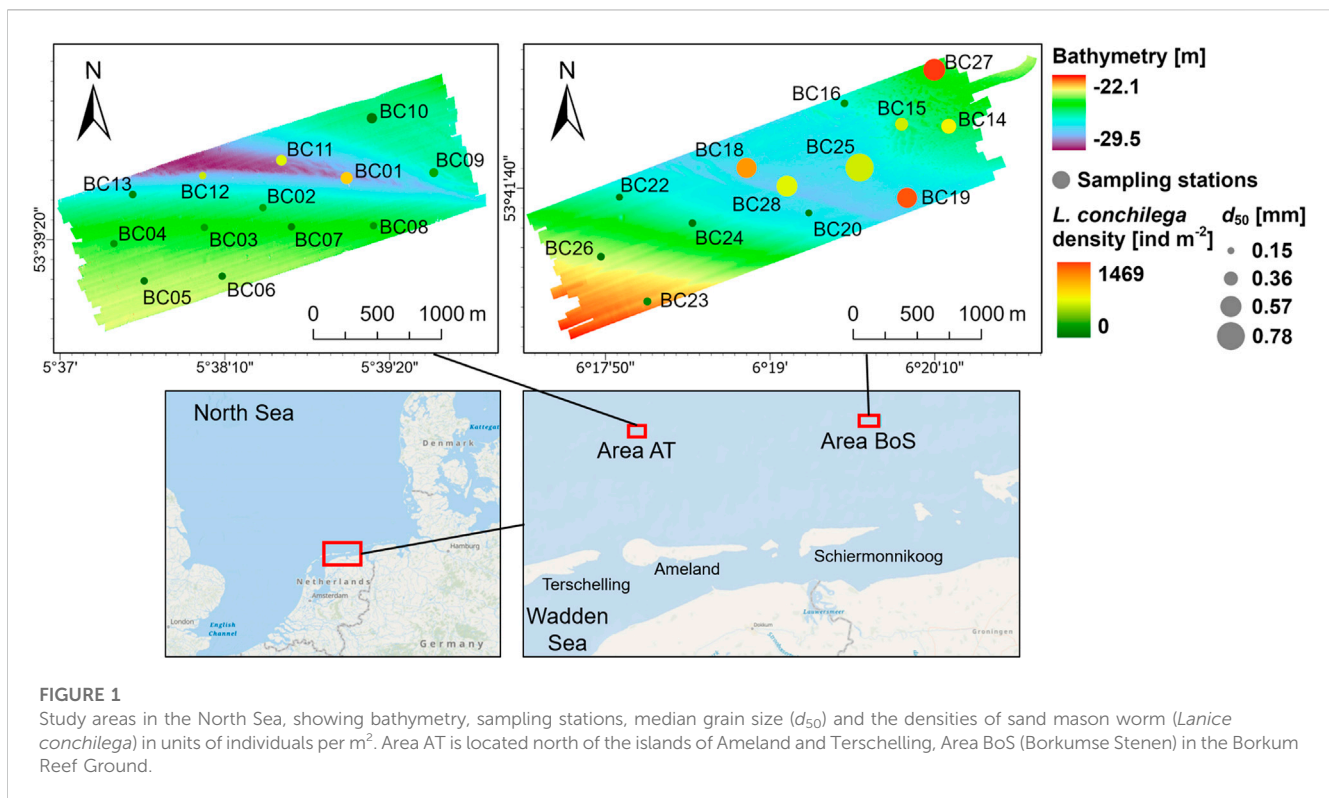 N
BC10
BC11
BC01
BC09
BC13
BC12
BC02
BC04
BC03
BC07
BC08
BC05
BC06
53°39'20"
0 500 1000 m
5°37'
5°38'10"
5°39'20"
N
BC27
BC16
BC15
BC14
BC18
BC25
BC22
BC28
BC19
BC24
BC20
BC26
BC23
53°41'40"
0 500 1000 m
6°17'50"
6°19'
6°20'10"
Bathymetry [m]
-22.1
-29.5
Sampling stations
L. conchilega
density [ind m⁻²]
1469
0
d₅₀ [mm]
0.15
0.36
0.57
0.78
North Sea
Kattegat
Denmark
Hamburg
Netherlands
Amsterdam
London
English
Channel
Germany
Area AT
Area BoS
Schiermonnikoog
Ameland
Terschelling
Wadden
Sea
Lauwersmeer
Dokkum
Groningen
FIGURE 1
Study areas in the North Sea, showing bathymetry, sampling stations, median grain size (d₅₀) and the densities of sand mason worm (Lanice
conchilega) in units of individuals per m². Area AT is located north of the islands of Ameland and Terschelling, Area BoS (Borkumse Stenen) in the Borkum
Reef Ground.